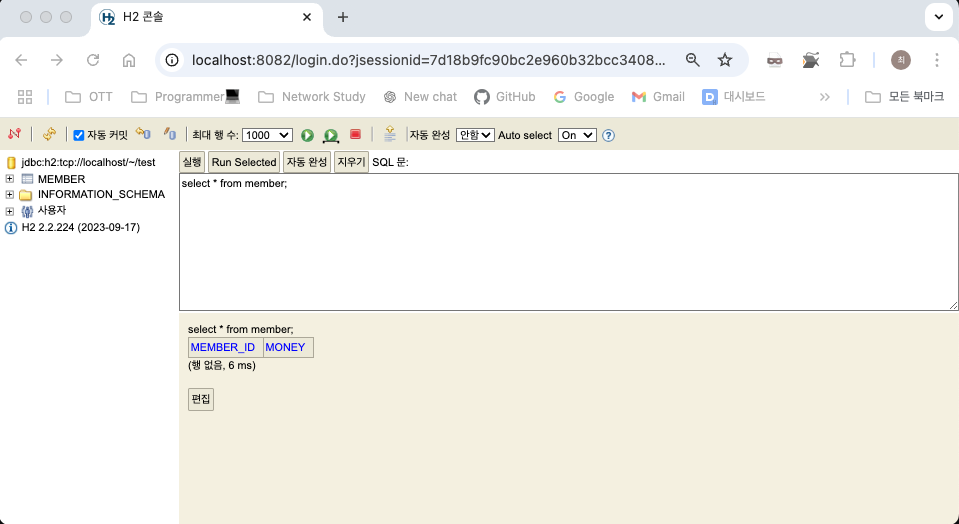 H2 콘솔
localhost:8082/login.do?jsessionid=7d18b9fc90bc2e960b32bcc3408...
최
OTT Programmer Network Study New chat GitHub Google Gmail 대시보드 » 모든 북마크
자동 커밋 최대 행 수: 1000 자동 완성 안함 Auto select On
jdbc:h2:tcp://localhost/~/test
MEMBER
INFORMATION_SCHEMA
사용자
H2 2.2.224 (2023-09-17)
실행 Run Selected 자동 완성 지우기 SQL 문:
select * from member;
select * from member;
MEMBER_ID MONEY
(행 없음, 6 ms)
편집